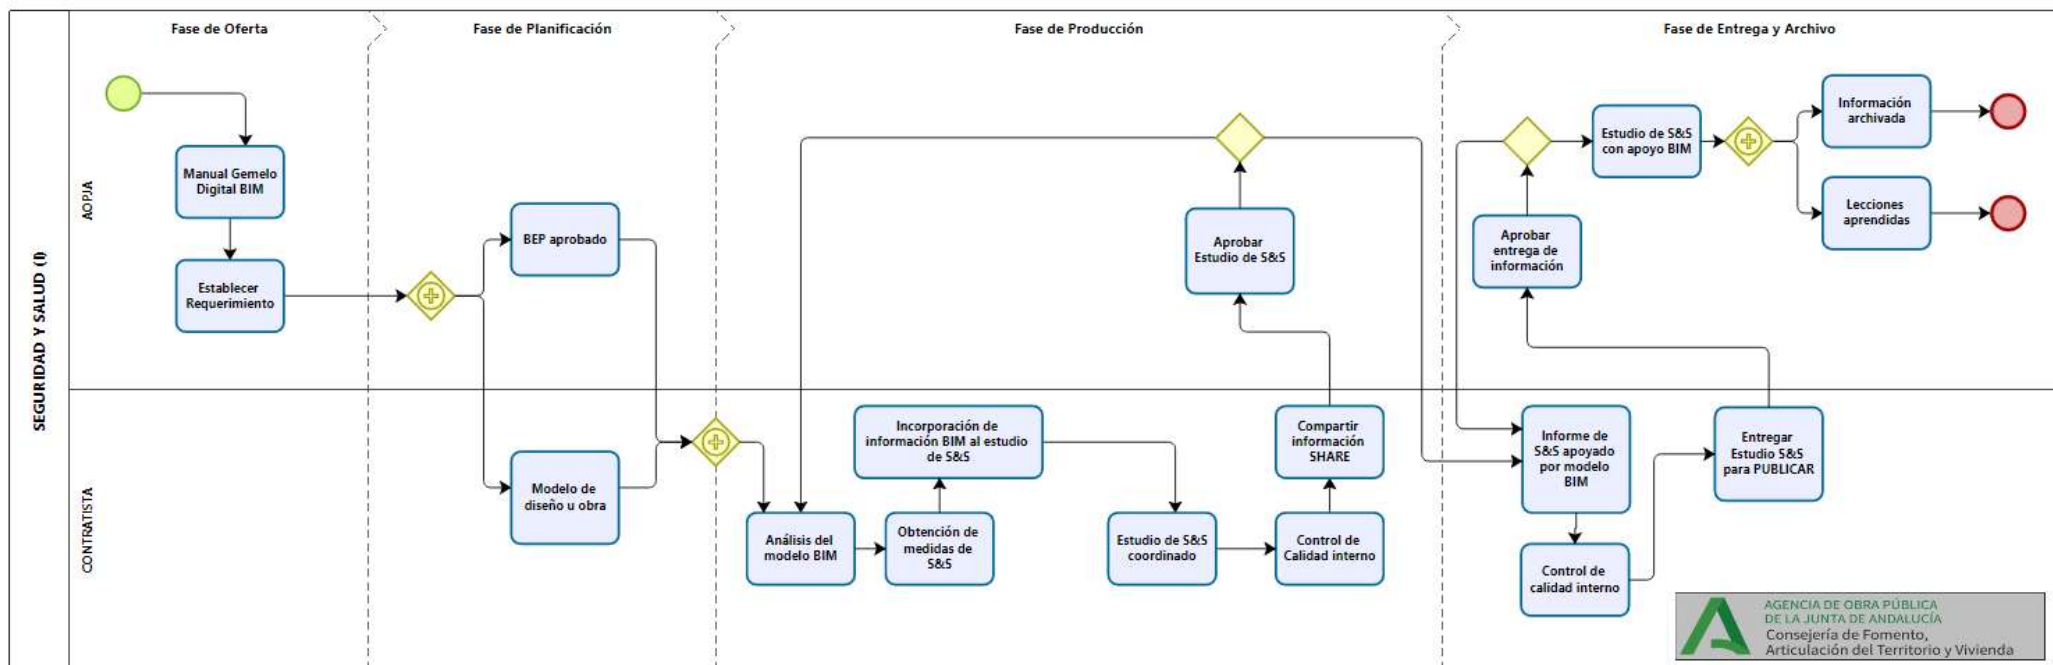 SEGURIDAD Y SALUD (I)
AOPJA
CONTRATISTA
Fase de Oferta
Fase de Planificación
Fase de Producción
Fase de Entrega y Archivo
Manual Gemelo
Digital BIM
Establecer
Requerimiento
BEP aprobado
Modelo de
diseño u obra
Análisis del
modelo BIM
Obtención de
medidas de
S&S
Incorporación de
información BIM al estudio
de S&S
Estudio de S&S
coordinado
Control de
Calidad interno
Compartir
información
SHARE
Aprobar
Estudio de S&S
Informe de
S&S apoyado
por modelo
BIM
Control de
calidad interno
Entregar
Estudio S&S
para PUBLICAR
Aprobar
entrega de
información
Estudio de S&S
con apoyo BIM
Información
archivada
Lecciones
aprendidas
AGENCIA DE OBRA PÚBLICA
DE LA JUNTA DE ANDALUCÍA
Consejería de Fomento,
Articulación del Territorio y Vivienda